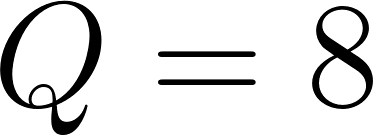 Q = 8